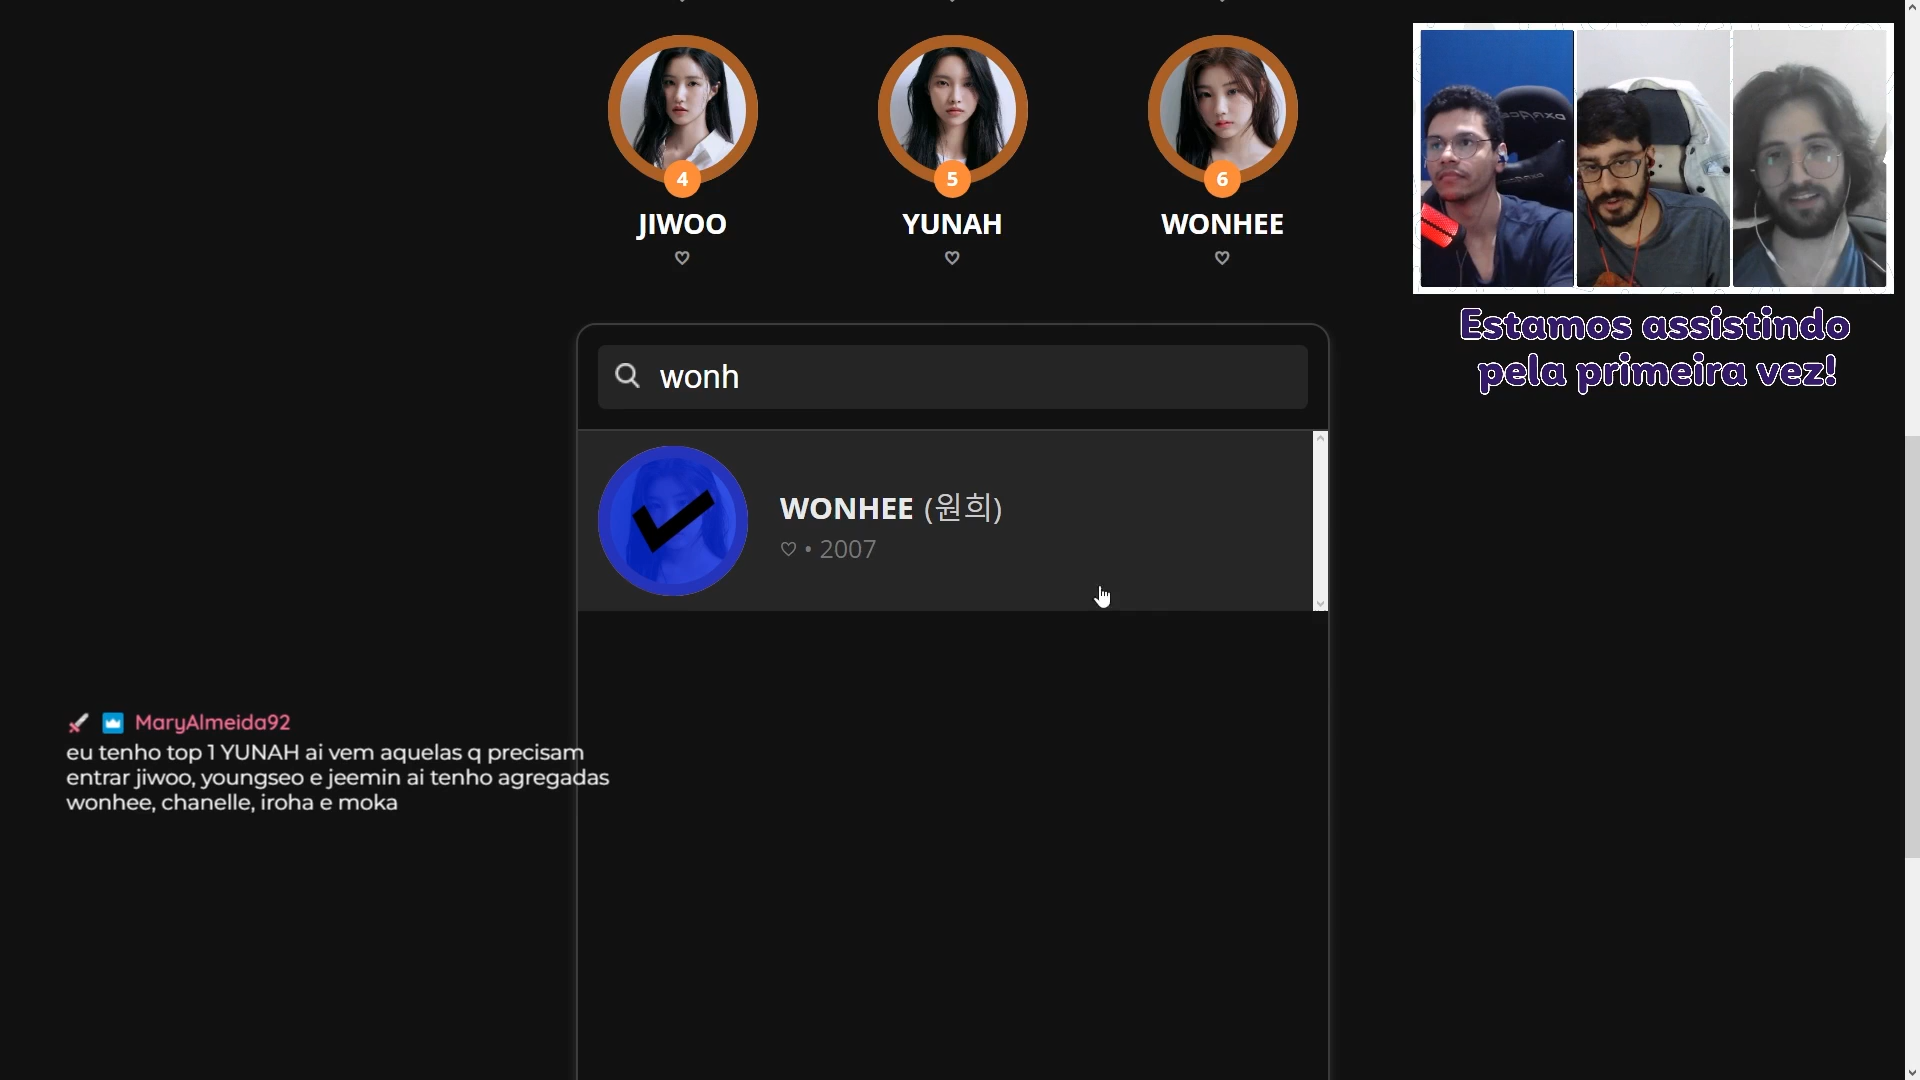 4
5
6
JIWOO
YUNAH
WONHEE
Estamos assistindo
pela primeira vez!
wonh
WONHEE (원희)
♡ • 2007
MaryAlmeida92
eu tenho top 1 YUNAH ai vem aquelas q precisam
entrar jiwoo, youngseo e jeemin ai tenho agregadas
wonhee, chanelle, iroha e moka